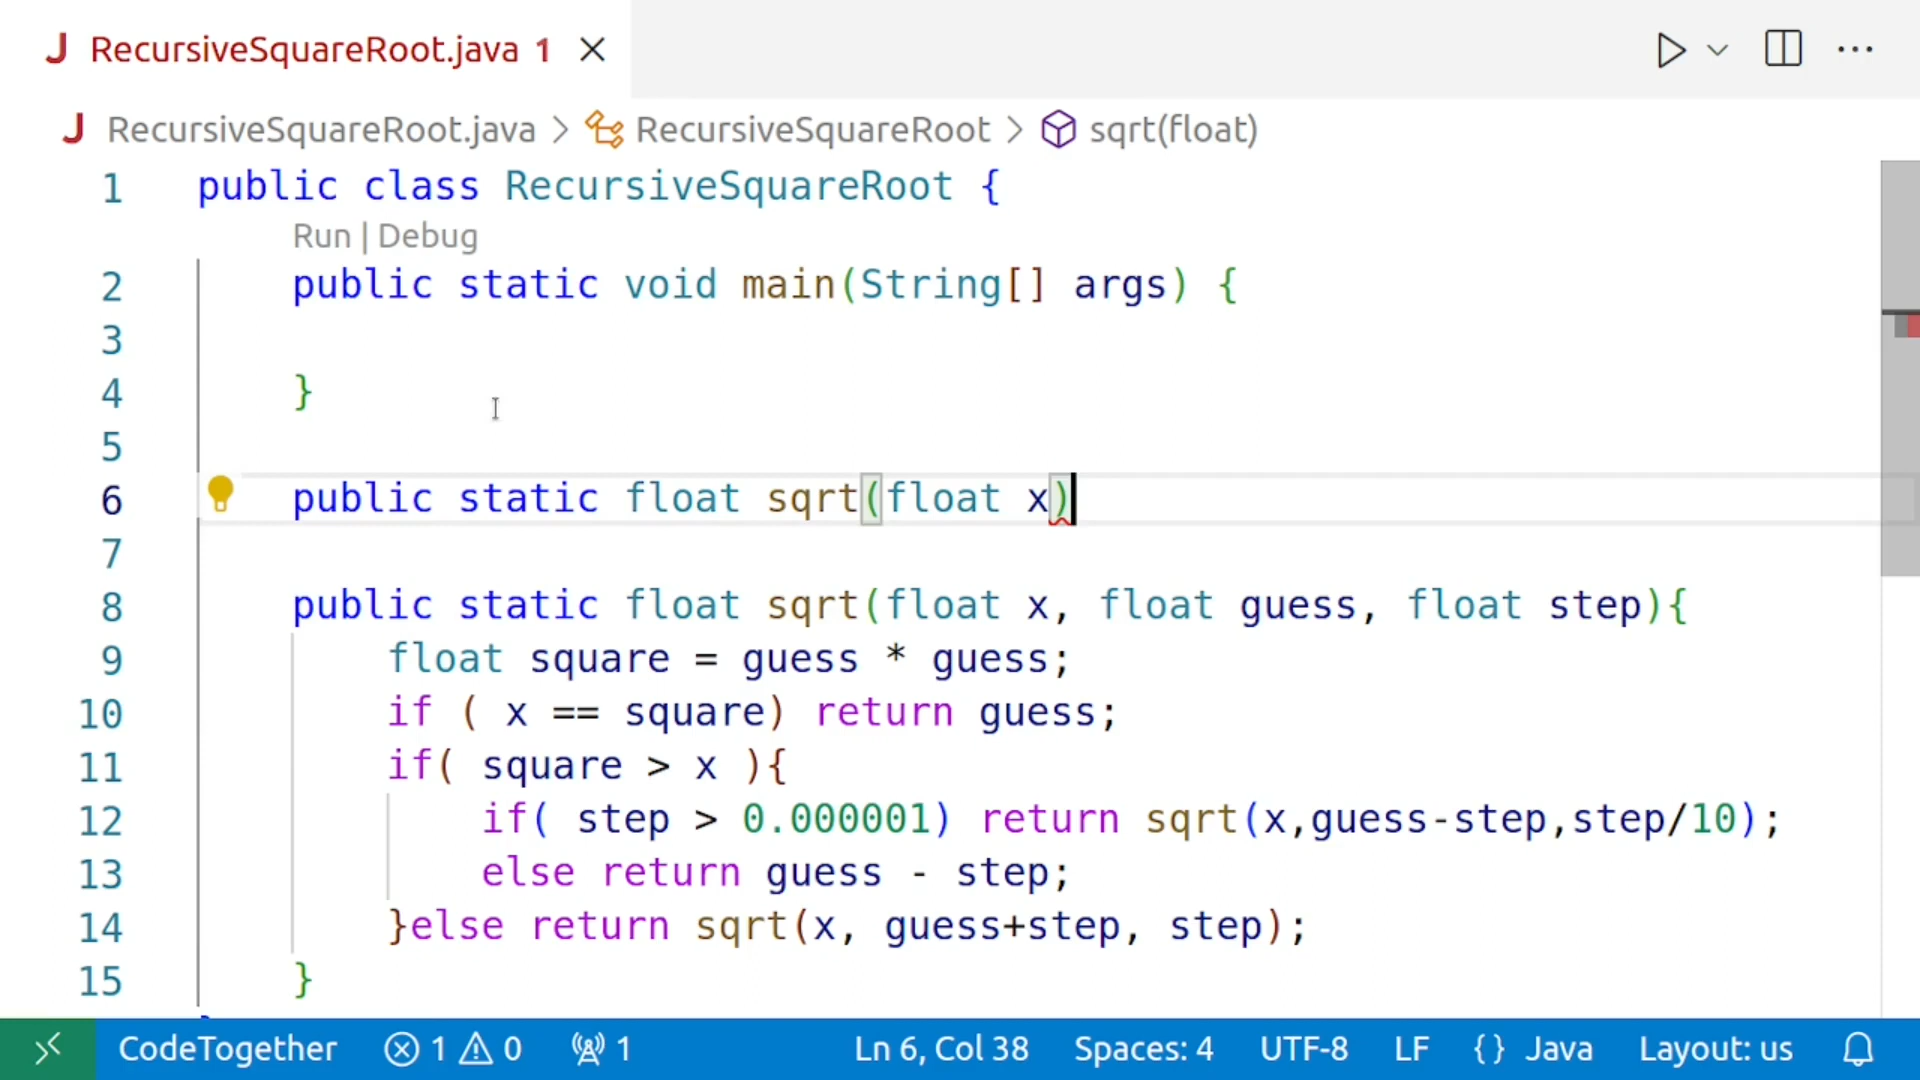 RecursiveSquareRoot.java 1
RecursiveSquareRoot.java > RecursiveSquareRoot > sqrt(float)
1 public class RecursiveSquareRoot {
Run | Debug
2 public static void main(String[] args) {
3
4 }
5
6 public static float sqrt(float x)
7
8 public static float sqrt(float x, float guess, float step){
9 float square = guess * guess;
10 if ( x == square) return guess;
11 if( square > x ){
12 if( step > 0.000001) return sqrt(x,guess-step,step/10);
13 else return guess - step;
14 }else return sqrt(x, guess+step, step);
15 }
CodeTogether 1 0 1 Ln 6, Col 38 Spaces: 4 UTF-8 LF {} Java Layout: us